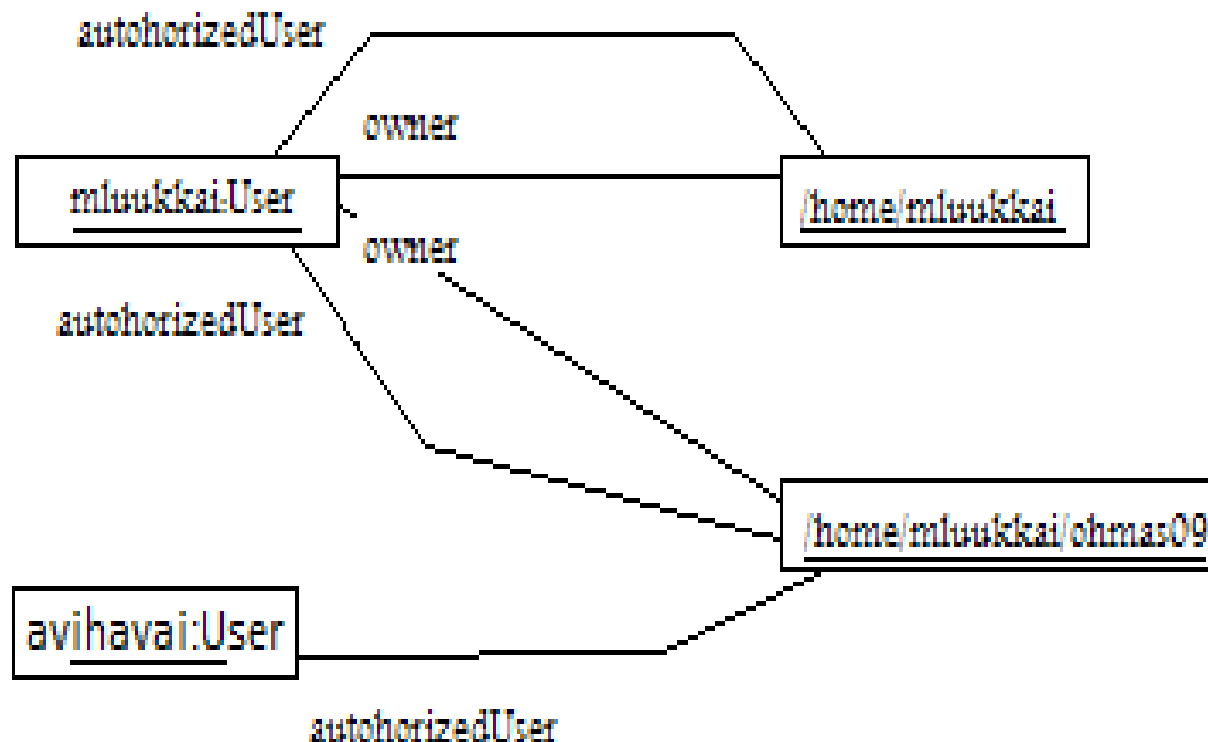 autohorizedUser
owner
mluukkai:User
/home/mluukkai
owner
autohorizedUser
/home/mluukkai/ohmas09
avihavai:User
autohorizedUser